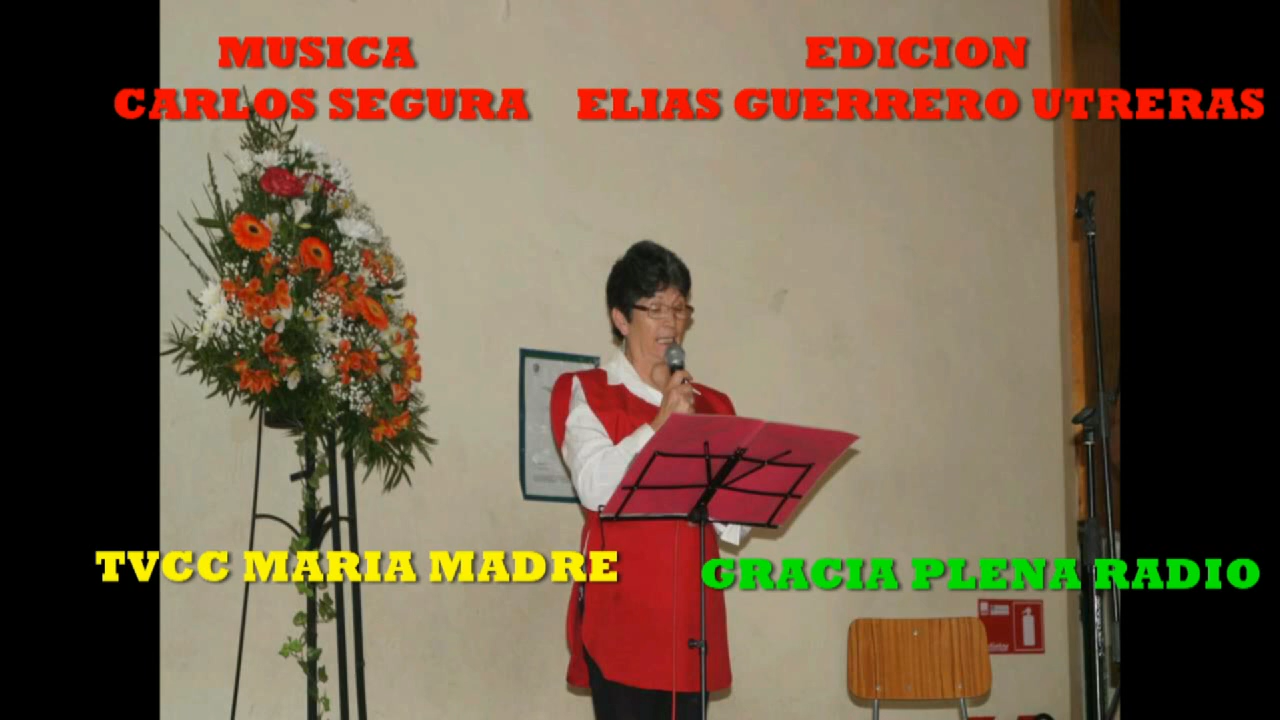 MUSICA
CARLOS SEGURA
EDICION
ELIAS GUERRERO UTRERAS
TVCC MARIA MADRE
GRACIA PLENA RADIO